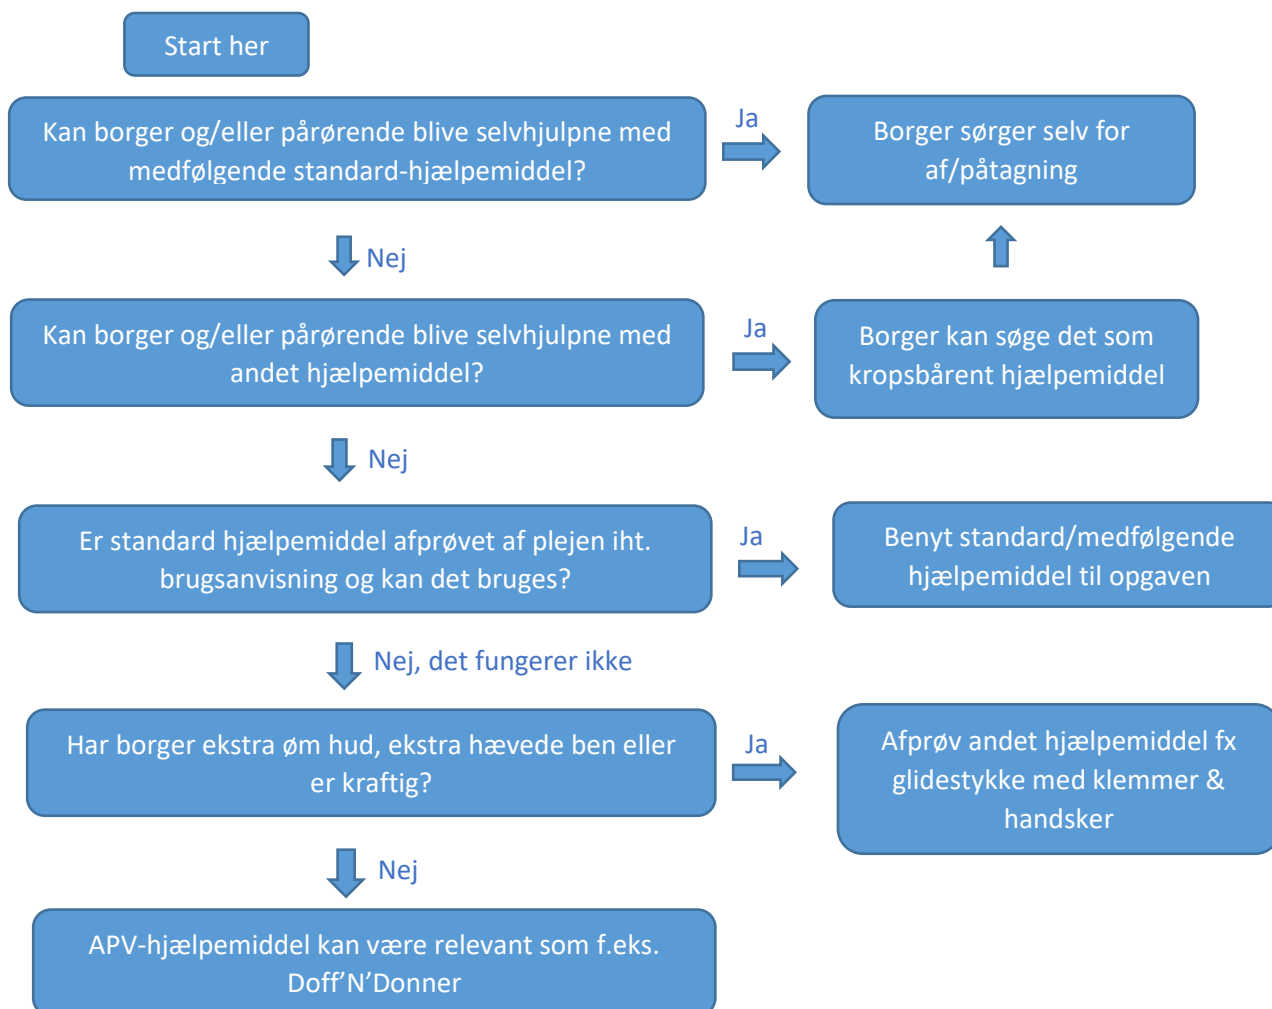 Start her
Kan borger og/eller pårørende blive selvhjulpne med
medfølgende standard-hjælpemiddel?
Ja
Borger sørger selv for
af/påtagning
Nej
Kan borger og/eller pårørende blive selvhjulpne med
andet hjælpemiddel?
Ja
Borger kan søge det som
kropsbårent hjælpemiddel
Nej
Er standard hjælpemiddel afprøvet af plejen iht.
brugsanvisning og kan det bruges?
Ja
Benyt standard/medfølgende
hjælpemiddel til opgaven
Nej, det fungerer ikke
Har borger ekstra øm hud, ekstra hævede ben eller
er kraftig?
Ja
Afprøv andet hjælpemiddel fx
glidestykke med klemmer &
handsker
Nej
APV-hjælpemiddel kan være relevant som f.eks.
Doff’N’Donner